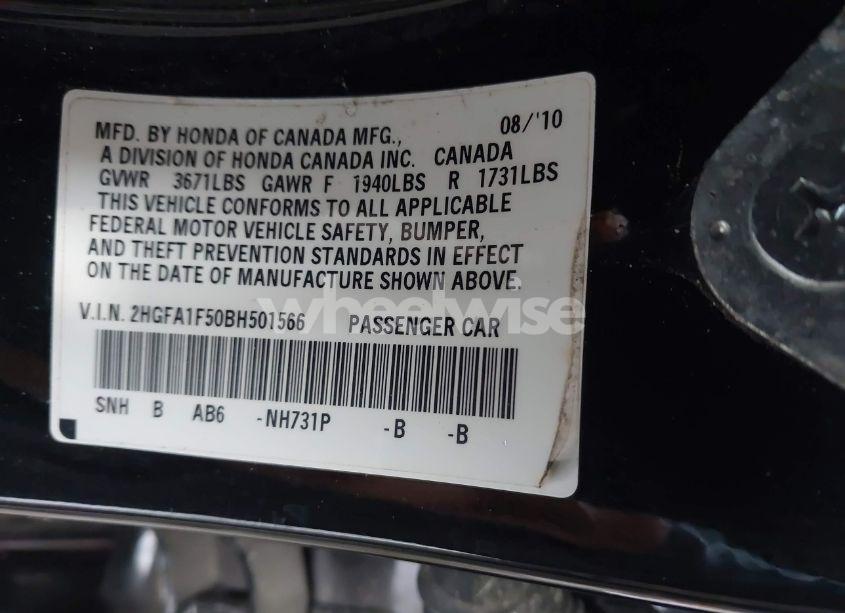 08/'10
MFD. BY HONDA OF CANADA MFG.,
A DIVISION OF HONDA CANADA INC. CANADA
GVWR 3671LBS GAWR F 1940LBS R 1731LBS
THIS VEHICLE CONFORMS TO ALL APPLICABLE
FEDERAL MOTOR VEHICLE SAFETY, BUMPER,
AND THEFT PREVENTION STANDARDS IN EFFECT
ON THE DATE OF MANUFACTURE SHOWN ABOVE.
wheelwise
V.I.N. 2HGFA1F50BH501566 PASSENGER CAR
SNH B AB6 -NH731P -B -B